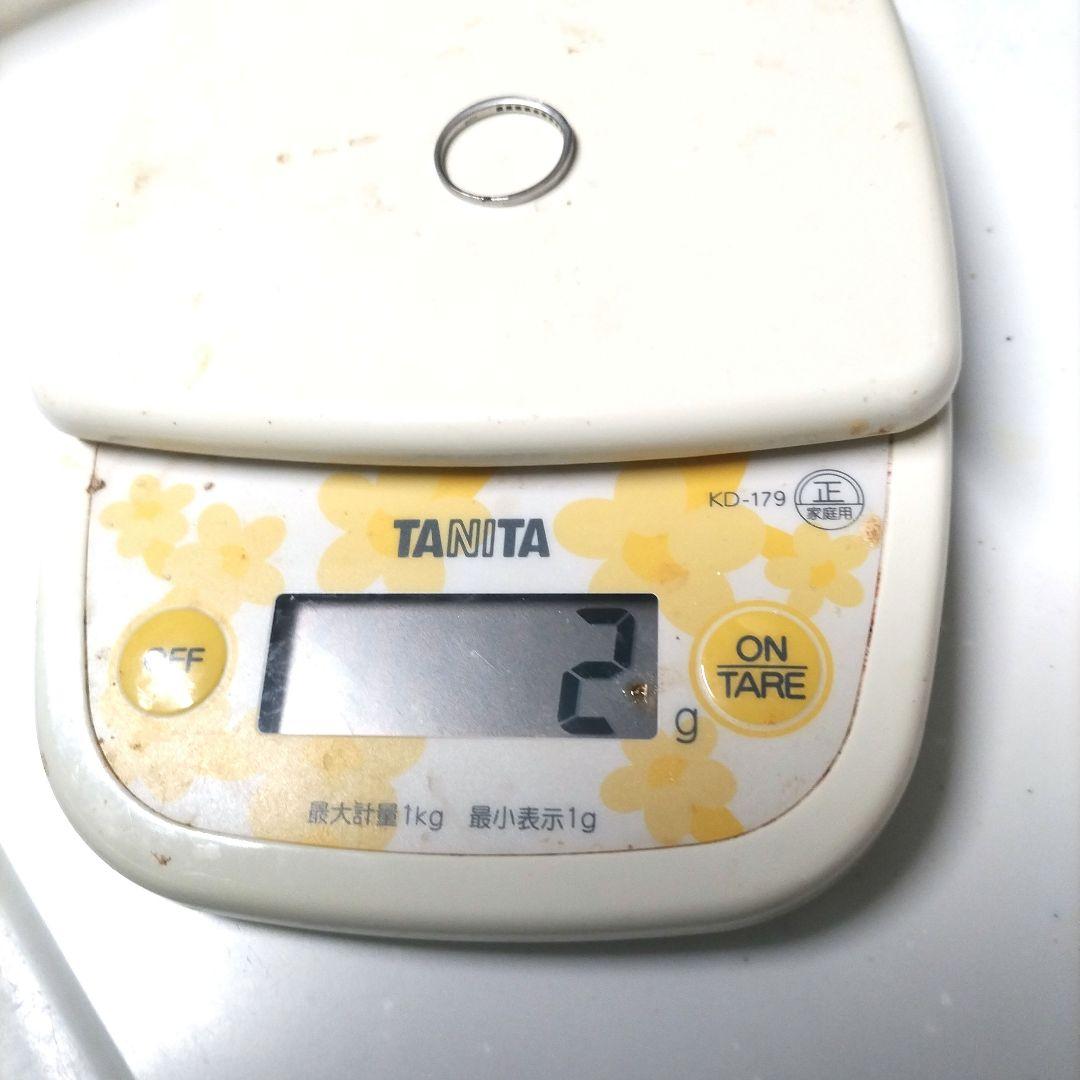 KD-179
正
家庭用
TANITA
OFF
2
g
ON
TARE
最大計量1kg 最小表示1g